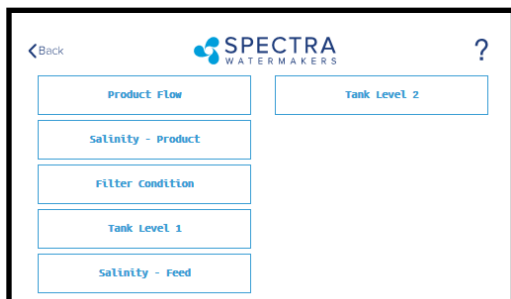 Back
SPECTRA
WATERMAKERS
?
Product Flow
Tank Level 2
Salinity - Product
Filter Condition
Tank Level 1
Salinity - Feed